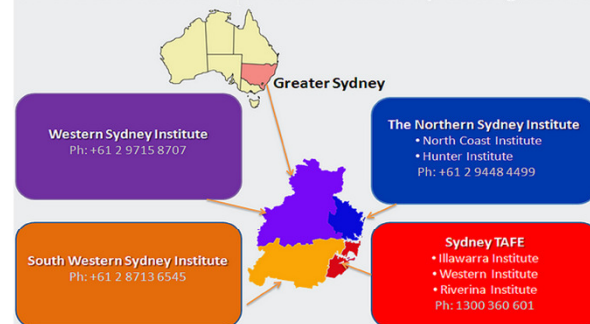 Greater Sydney
Western Sydney Institute
Ph: +61 2 9715 8707
The Northern Sydney Institute
• North Coast Institute
• Hunter Institute
Ph: +61 2 9448 4499
South Western Sydney Institute
Ph: +61 2 8713 6545
Sydney TAFE
• Illawarra Institute
• Western Institute
• Riverina Institute
Ph: 1300 360 601